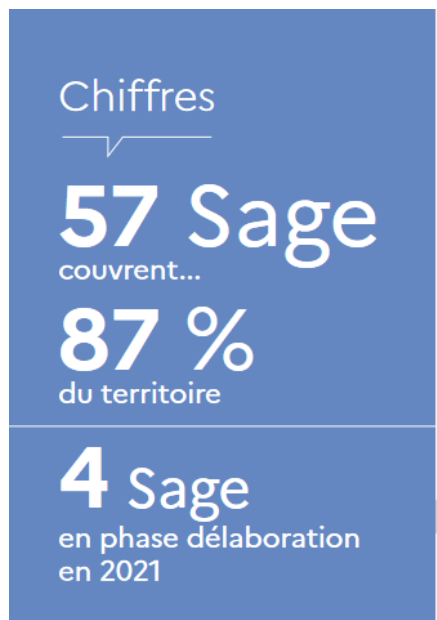 Chiffres
57 Sage
couvrent...
87 %
du territoire
4 Sage
en phase délaboration
en 2021